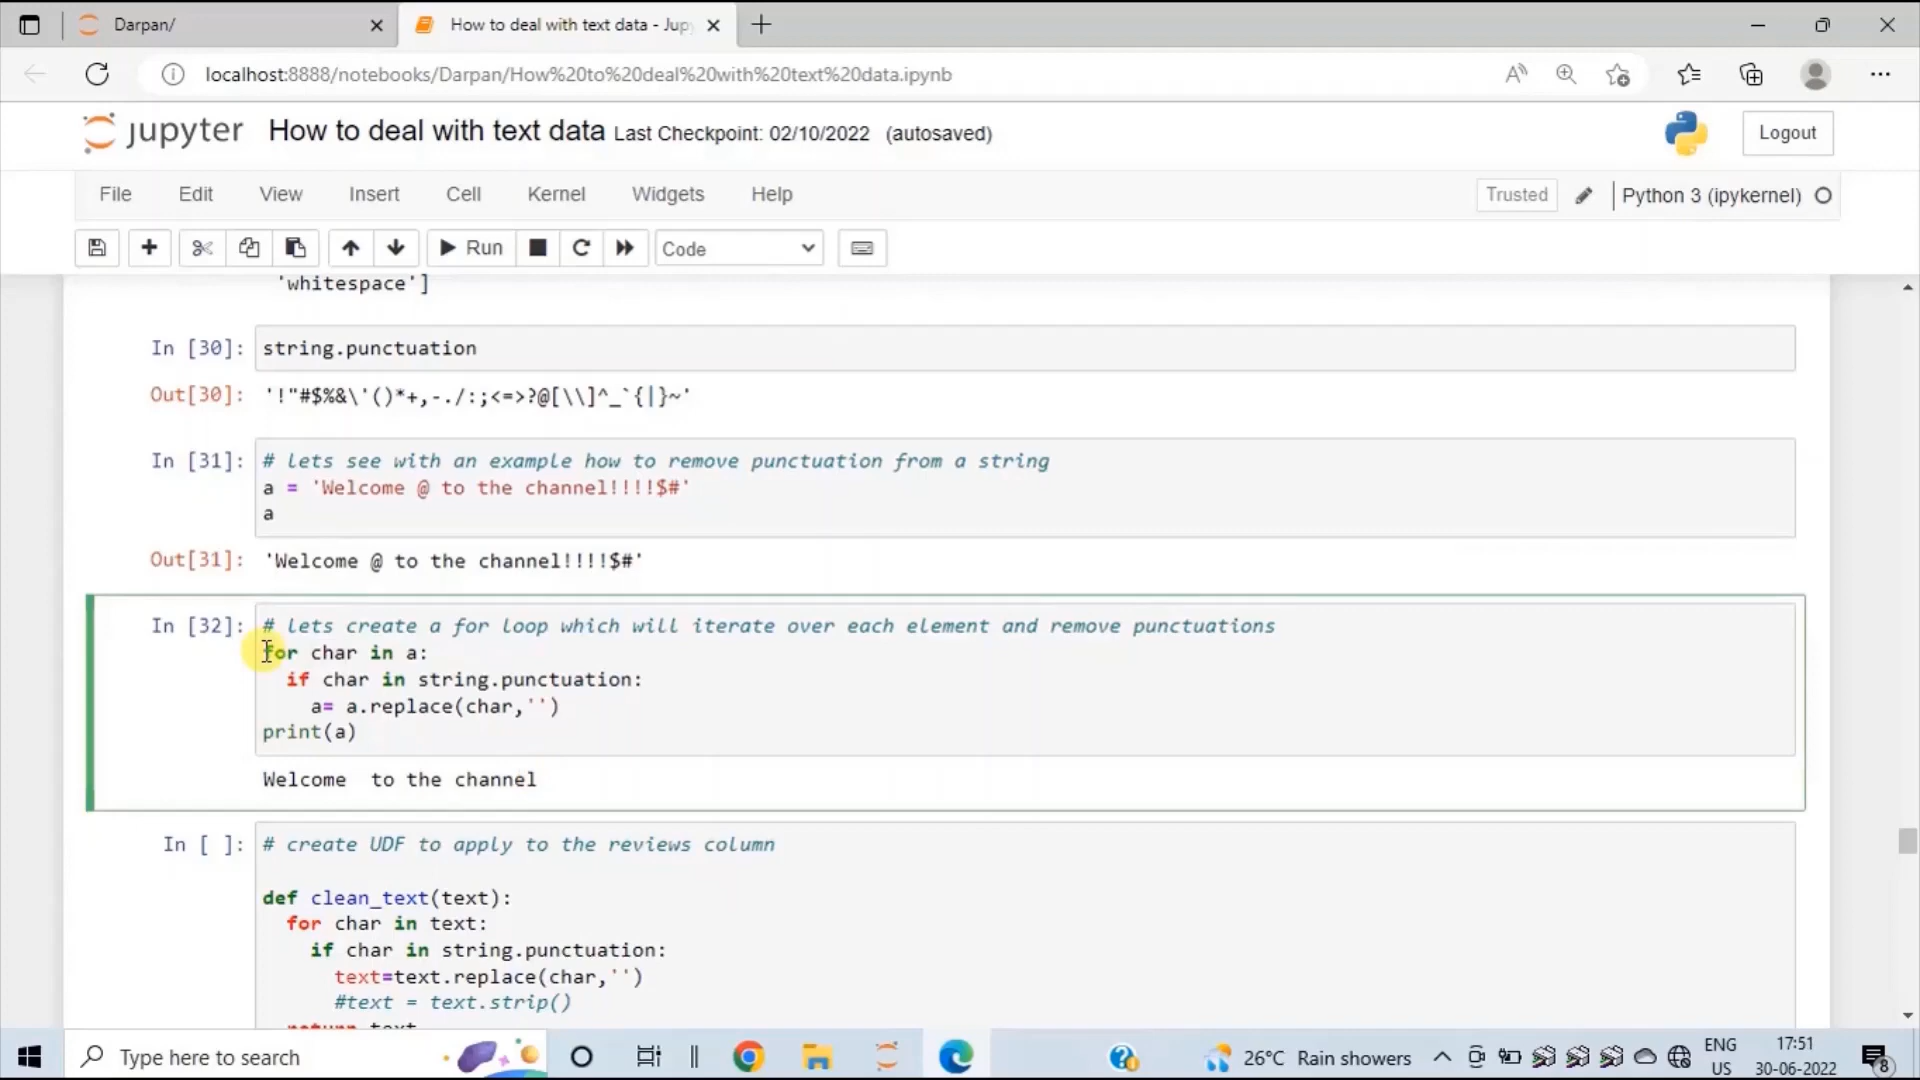 Darpan/
How to deal with text data - Jup
localhost:8888/notebooks/Darpan/How%20to%20deal%20with%20text%20data.ipynb
jupyter How to deal with text data Last Checkpoint: 02/10/2022 (autosaved)
Logout
File Edit View Insert Cell Kernel Widgets Help
Trusted Python 3 (ipykernel)
Run Code
'whitespace']
In [30]: string.punctuation
Out[30]: '!"#$%&\'()*+,-./:;<=>?@[\\]^_`{|}~'
In [31]: # lets see with an example how to remove punctuation from a string
a = 'Welcome @ to the channel!!!!$#'
a
Out[31]: 'Welcome @ to the channel!!!!$#'
In [32]: # lets create a for loop which will iterate over each element and remove punctuations
for char in a:
if char in string.punctuation:
a= a.replace(char,'')
print(a)
Welcome  to the channel
In [ ]: # create UDF to apply to the reviews column
def clean_text(text):
for char in text:
if char in string.punctuation:
text=text.replace(char,'')
#text = text.strip()
return text
Type here to search
26°C Rain showers
ENG
US
17:51
30-06-2022
8